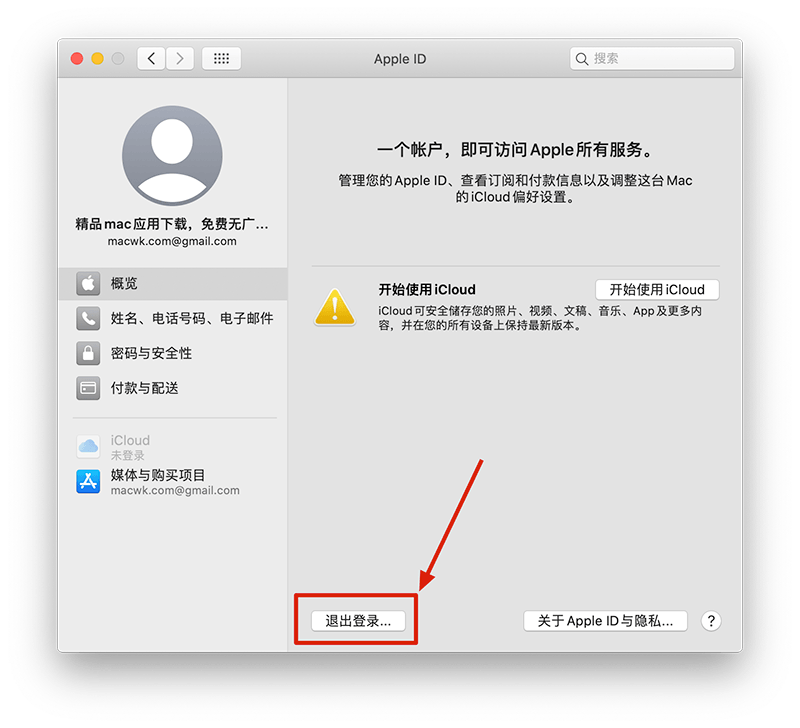 Apple ID
搜索
精品mac应用下载，免费无广...
macwk.com@gmail.com
概览
姓名、电话号码、电子邮件
密码与安全性
付款与配送
iCloud
未登录
媒体与购买项目
macwk.com@gmail.com
一个帐户，即可访问Apple所有服务。
管理您的Apple ID、查看订阅和付款信息以及调整这台Mac
的iCloud偏好设置。
开始使用iCloud
开始使用iCloud
iCloud可安全储存您的照片、视频、文稿、音乐、App及更多内
容，并在您的所有设备上保持最新版本。
退出登录...
关于Apple ID与隐私...
?